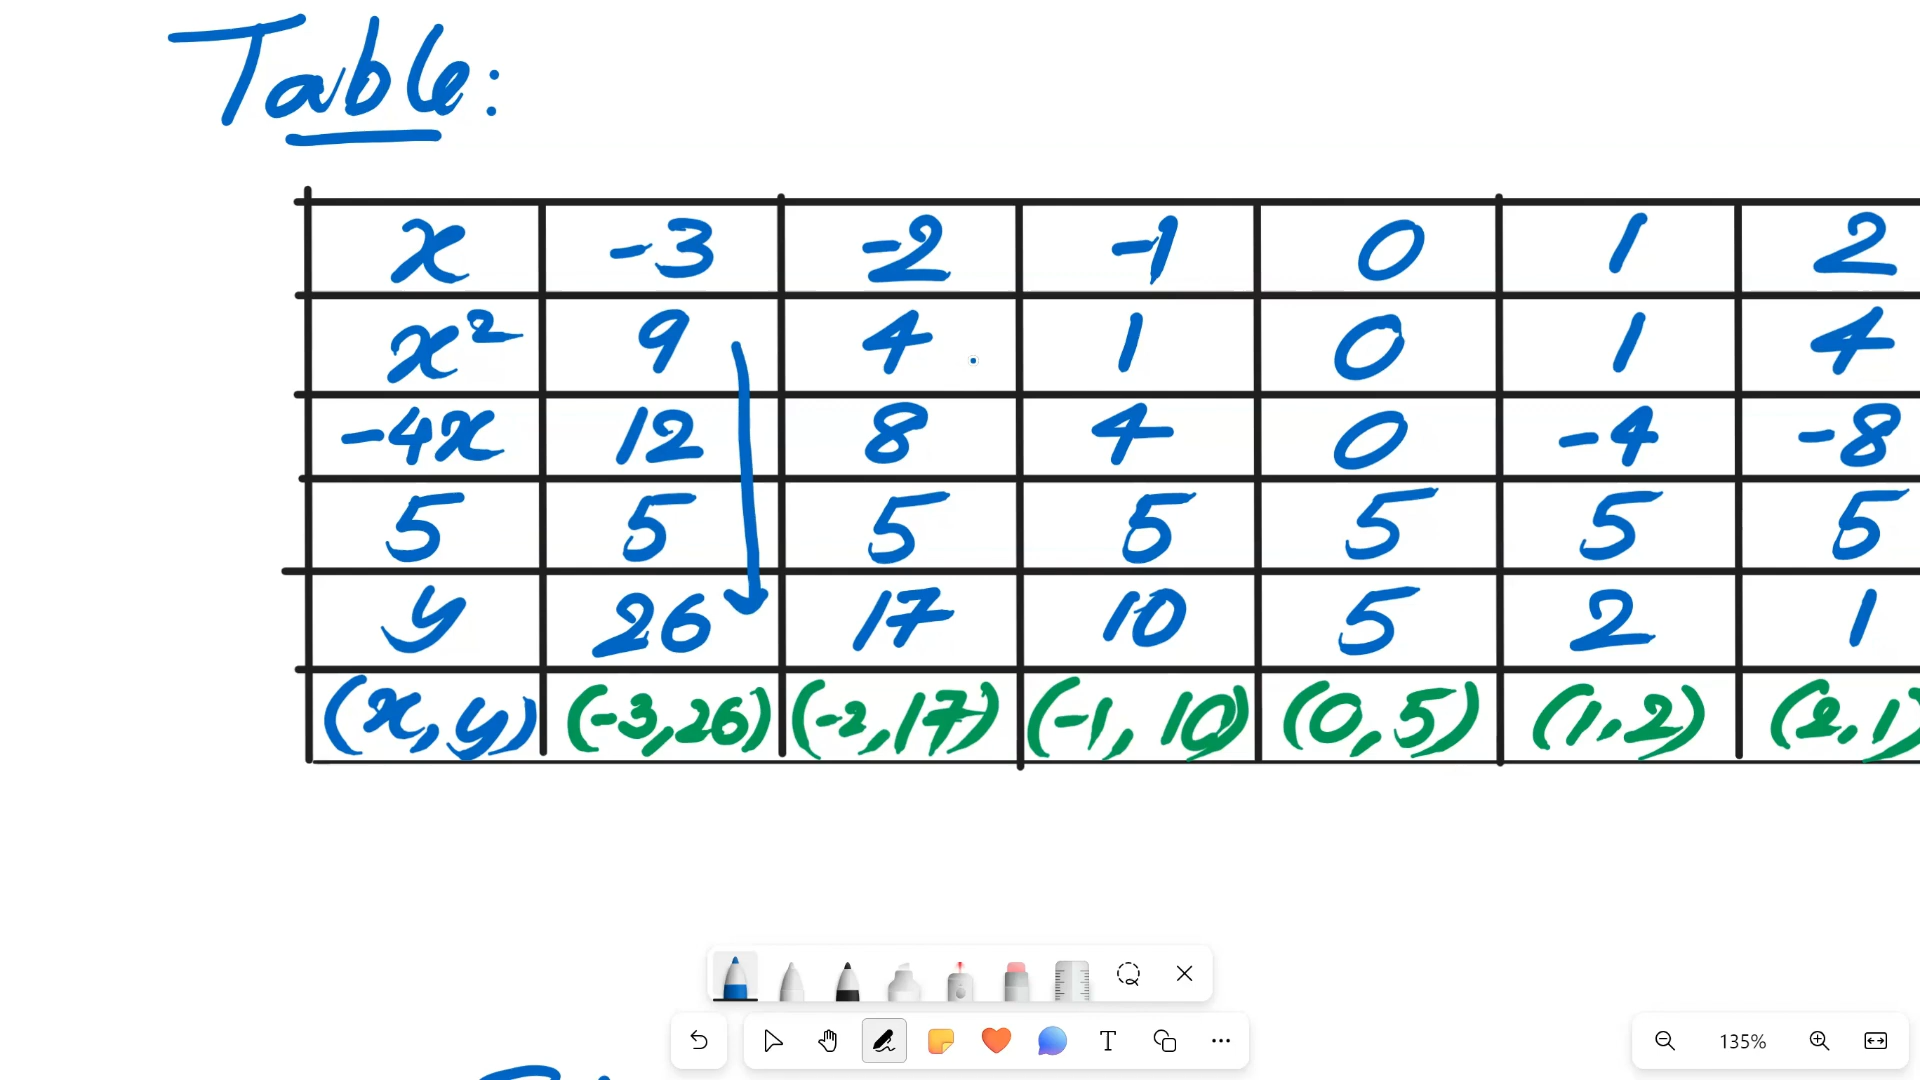 Table:
x -3 -2 -1 0 1 2
x² 9 4 1 0 1 4
-4x 12 8 4 0 -4 -8
5 5 5 5 5 5 5
y 26 17 10 5 2 1
(x,y) (-3,26) (-2,17) (-1,10) (0,5) (1,2) (2,1)
T
135%